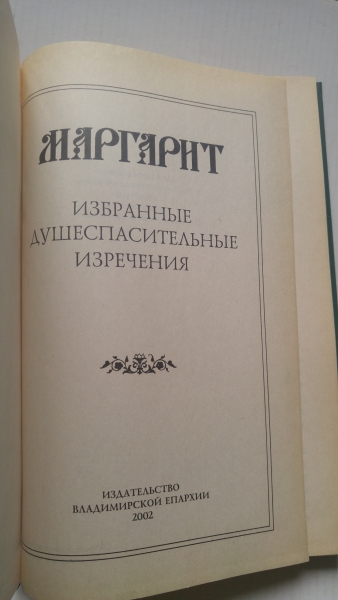 МАРГАРИТ
ИЗБРАННЫЕ
ДУШЕСПАСИТЕЛЬНЫЕ
ИЗРЕЧЕНИЯ
ИЗДАТЕЛЬСТВО
ВЛАДИМИРСКОЙ ЕПАРХИИ
2002